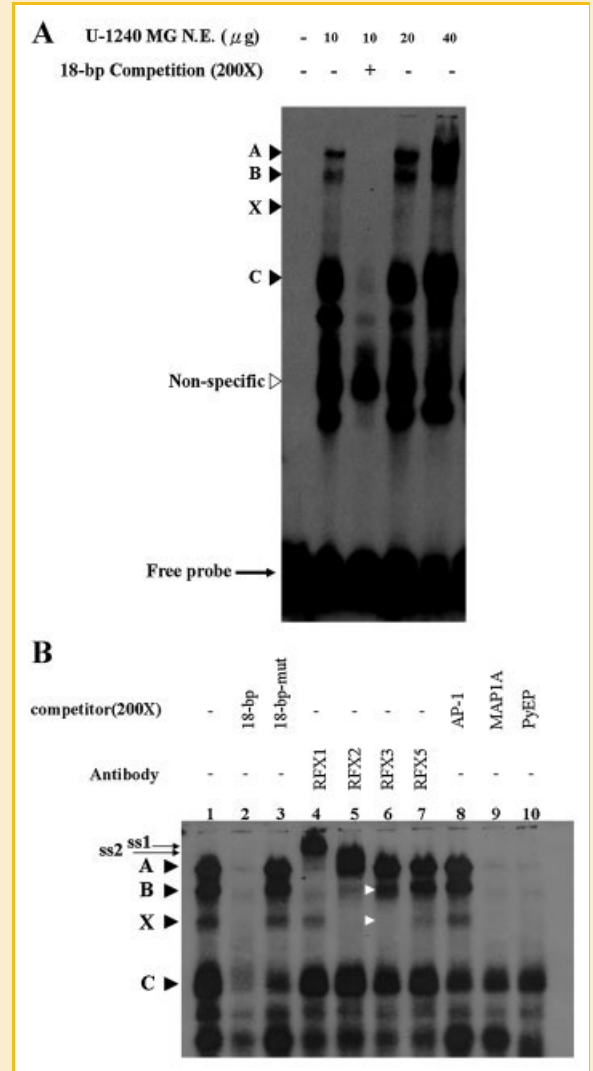 A
U-1240 MG N.E. (μg) - 10 10 20 40
18-bp Competition (200X) - - + - -
A
B
X
C
Non-specific
Free probe
B
competitor(200X) - 18-bp 18-bp-mut - - - - AP-1 MAP1A PyEP
Antibody - - - RFX1 RFX2 RFX3 RFX5 - - -
1 2 3 4 5 6 7 8 9 10
ss1
ss2
A
B
X
C